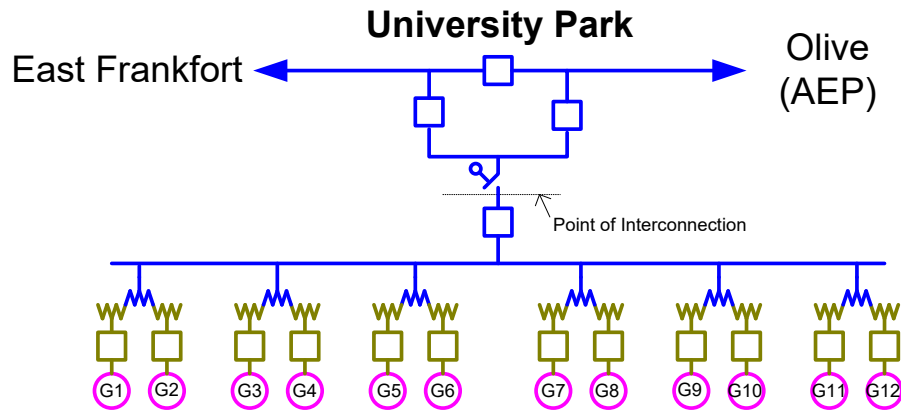 University Park
East Frankfort
Olive
(AEP)
Point of Interconnection
G1 G2 G3 G4 G5 G6 G7 G8 G9 G10 G11 G12